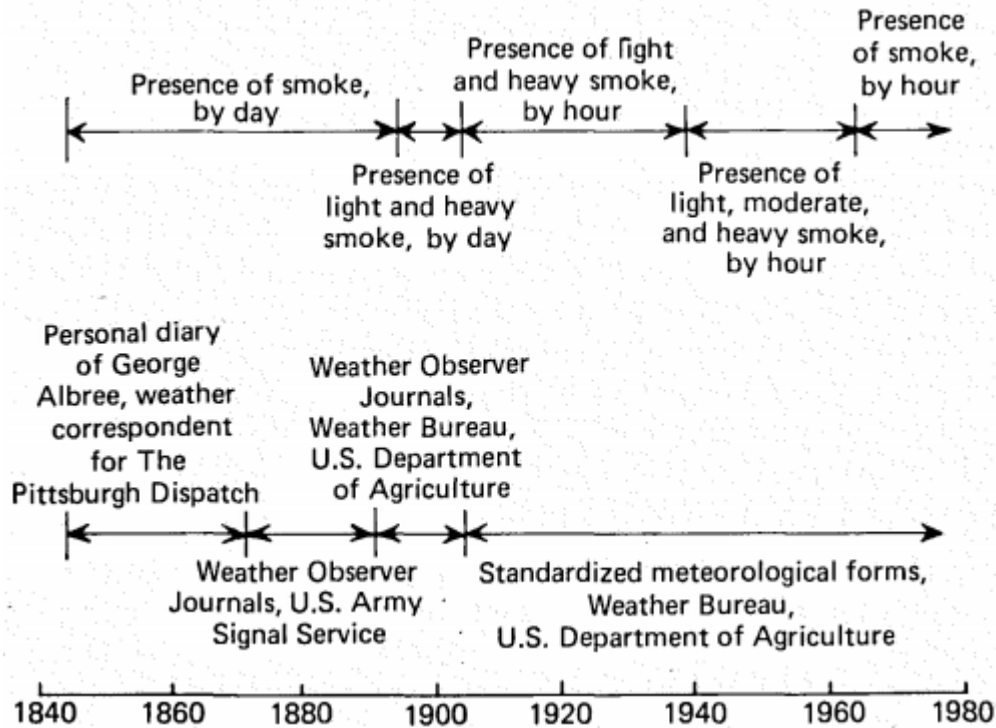 Presence of smoke,
by day
Presence of light
and heavy smoke,
by hour
Presence
of smoke,
by hour
Presence of
light and heavy
smoke, by day
Presence of
light, moderate,
and heavy smoke,
by hour
Personal diary
of George
Albree, weather
correspondent
for The
Pittsburgh Dispatch
Weather Observer
Journals,
Weather Bureau,
U.S. Department
of Agriculture
Weather Observer
Journals, U.S. Army
Signal Service
Standardized meteorological forms,
Weather Bureau,
U.S. Department of Agriculture
1840 1860 1880 1900 1920 1940 1960 1980